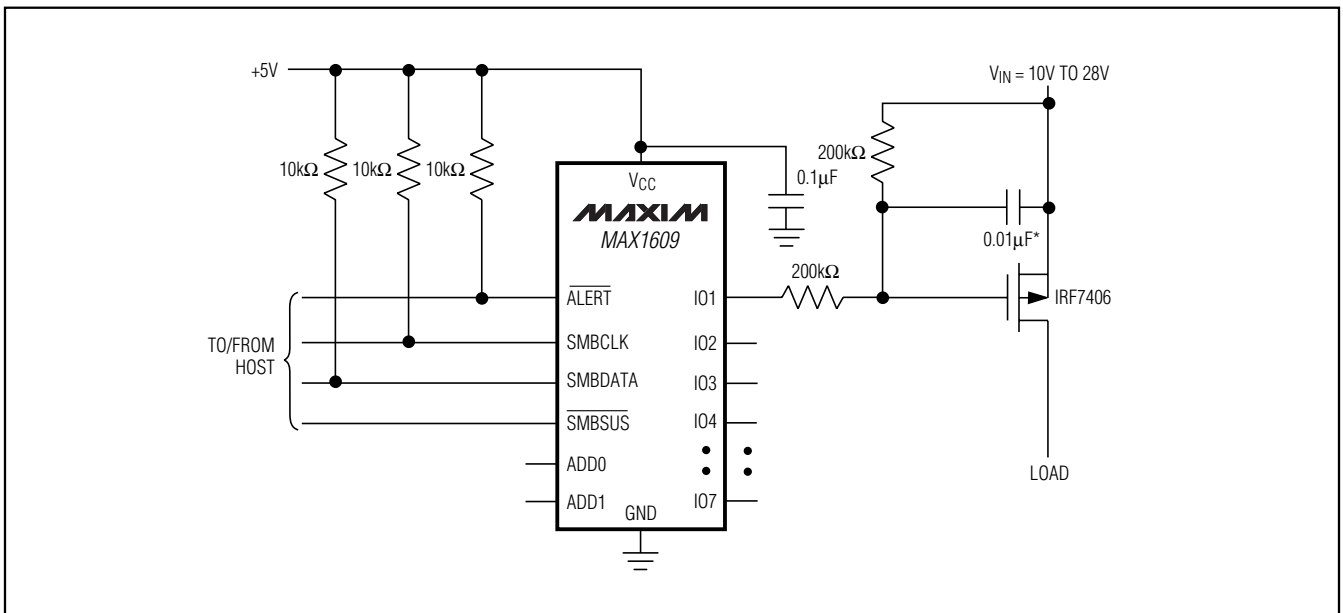 +5V
V_IN = 10V TO 28V
10kΩ 10kΩ 10kΩ
200kΩ
0.1μF
V_CC
MAXIM
MAX1609
0.01μF*
200kΩ
IRF7406
TO/FROM
HOST
ALERT
SMBCLK
SMBDATA
SMBSUS
ADD0
ADD1
GND
IO1
IO2
IO3
IO4
IO7
LOAD